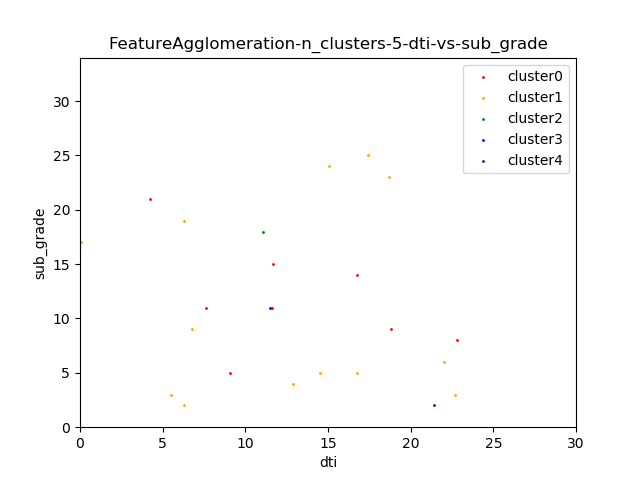 FeatureAgglomeration-n_clusters-5-dti-vs-sub_grade
cluster0
cluster1
cluster2
cluster3
cluster4
30
25
20
15
10
5
0
sub_grade
0 5 10 15 20 25 30
dti